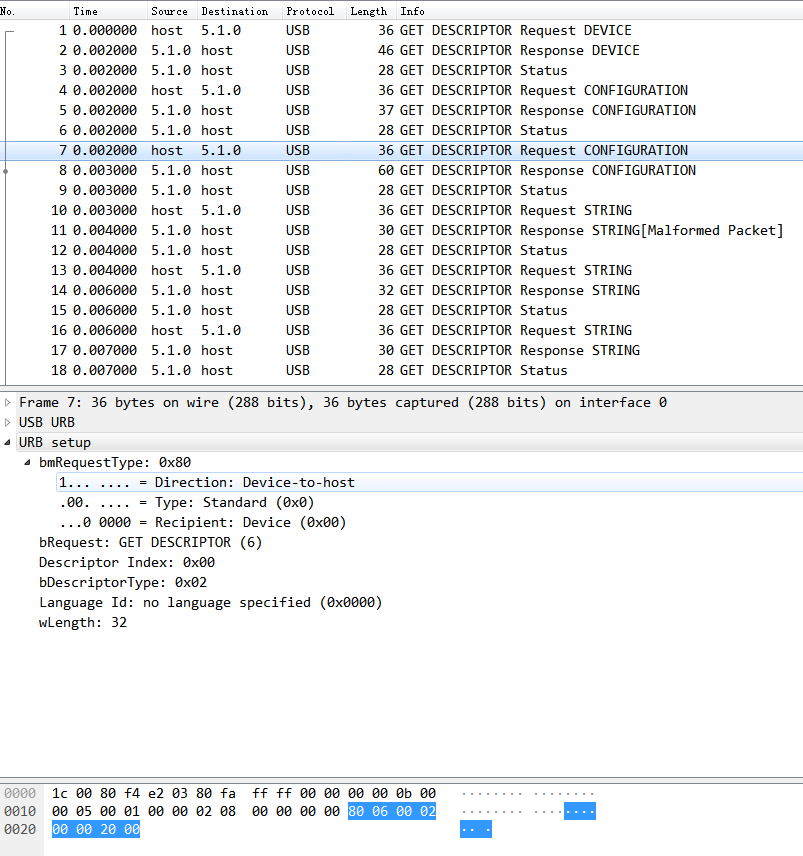 No. Time Source Destination Protocol Length Info
1 0.000000 host 5.1.0 USB 36 GET DESCRIPTOR Request DEVICE
2 0.002000 5.1.0 host USB 46 GET DESCRIPTOR Response DEVICE
3 0.002000 5.1.0 host USB 28 GET DESCRIPTOR Status
4 0.002000 host 5.1.0 USB 36 GET DESCRIPTOR Request CONFIGURATION
5 0.002000 5.1.0 host USB 37 GET DESCRIPTOR Response CONFIGURATION
6 0.002000 5.1.0 host USB 28 GET DESCRIPTOR Status
7 0.002000 host 5.1.0 USB 36 GET DESCRIPTOR Request CONFIGURATION
8 0.003000 5.1.0 host USB 60 GET DESCRIPTOR Response CONFIGURATION
9 0.003000 5.1.0 host USB 28 GET DESCRIPTOR Status
10 0.003000 host 5.1.0 USB 36 GET DESCRIPTOR Request STRING
11 0.004000 5.1.0 host USB 30 GET DESCRIPTOR Response STRING[Malformed Packet]
12 0.004000 5.1.0 host USB 28 GET DESCRIPTOR Status
13 0.004000 host 5.1.0 USB 36 GET DESCRIPTOR Request STRING
14 0.006000 5.1.0 host USB 32 GET DESCRIPTOR Response STRING
15 0.006000 5.1.0 host USB 28 GET DESCRIPTOR Status
16 0.006000 host 5.1.0 USB 36 GET DESCRIPTOR Request STRING
17 0.007000 5.1.0 host USB 30 GET DESCRIPTOR Response STRING
18 0.007000 5.1.0 host USB 28 GET DESCRIPTOR Status
Frame 7: 36 bytes on wire (288 bits), 36 bytes captured (288 bits) on interface 0
USB URB
URB setup
bmRequestType: 0x80
1... .... = Direction: Device-to-host
.00. .... = Type: Standard (0x0)
...0 0000 = Recipient: Device (0x00)
bRequest: GET DESCRIPTOR (6)
Descriptor Index: 0x00
bDescriptorType: 0x02
Language Id: no language specified (0x0000)
wLength: 32
0000 1c 00 80 f4 e2 03 80 fa ff ff 00 00 00 00 0b 00 ........ ........
0010 00 05 00 01 00 00 02 08 00 00 00 00 80 06 00 02 ........ ........
0020 00 00 20 00 .. .